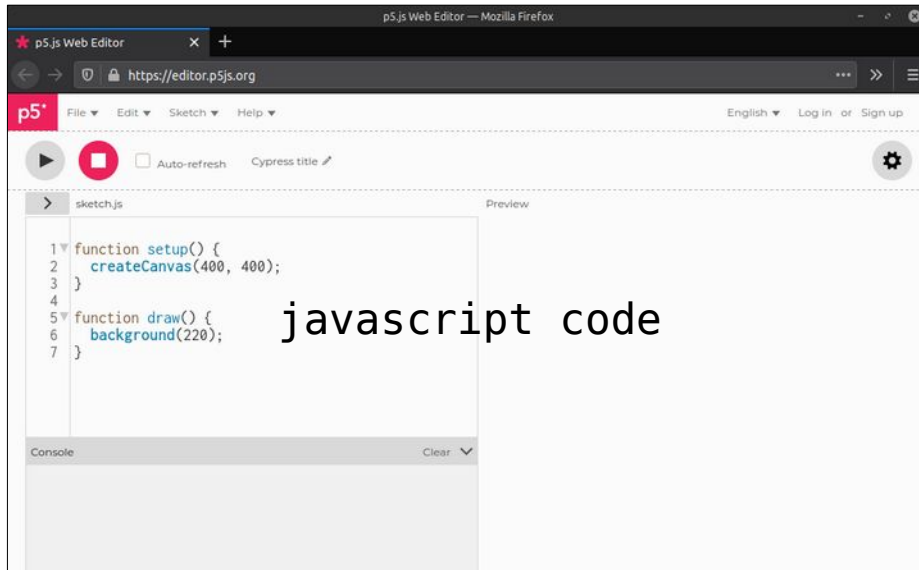 p5.js Web Editor — Mozilla Firefox
p5.js Web Editor
https://editor.p5js.org
p5* File Edit Sketch Help English Log in or Sign up
Auto-refresh Cypress title
sketch.js Preview
1 function setup() {
2   createCanvas(400, 400);
3 }
4
5 function draw() {
6   background(220);
7 }
javascript code
Console Clear